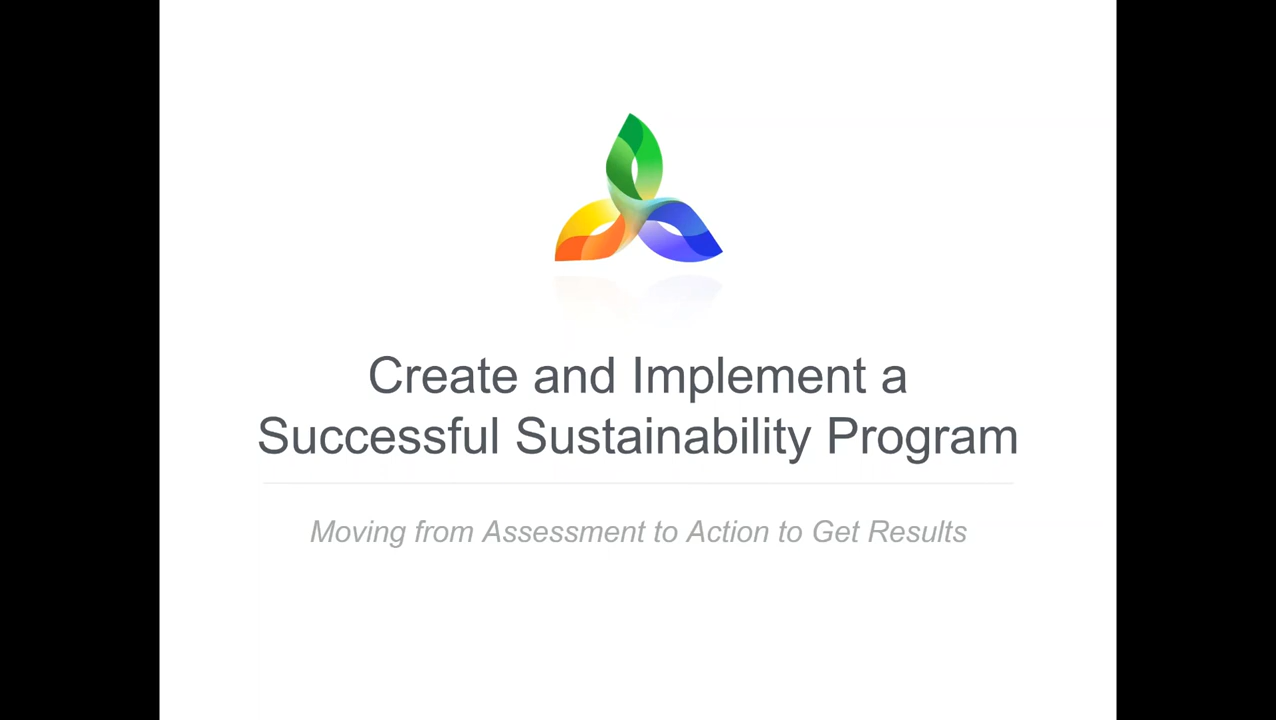 Create and Implement a
Successful Sustainability Program
Moving from Assessment to Action to Get Results